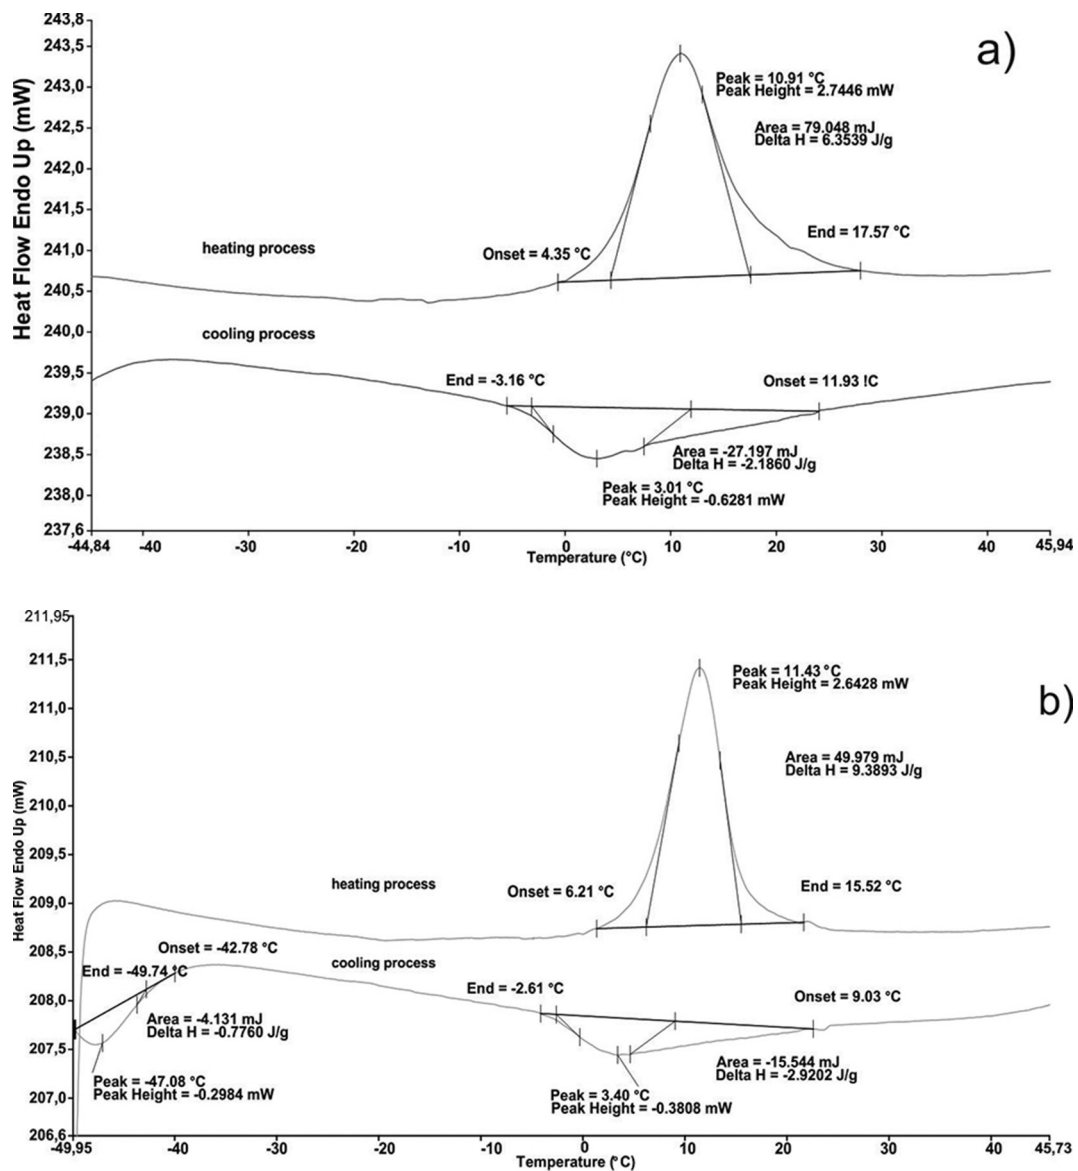 243,8
243,5
a)
243,0
242,5
242,0
241,5
241,0
240,5
240,0
239,5
239,0
238,5
238,0
237,6
Heat Flow Endo Up (mW)
Peak = 10.91 °C
Peak Height = 2.7446 mW
Area = 79.048 mJ
Delta H = 6.3539 J/g
End = 17.57 °C
Onset = 4.35 °C
heating process
cooling process
End = -3.16 °C
Onset = 11.93 !C
Area = -27.197 mJ
Delta H = -2.1860 J/g
Peak = 3.01 °C
Peak Height = -0.6281 mW
-44,84
-40
-30
-20
-10
0
10
20
30
40
45,94
Temperature (°C)
211,95
211,5
211,0
210,5
210,0
209,5
209,0
208,5
208,0
207,5
207,0
206,6
Heat Flow Endo Up (mW)
b)
Peak = 11.43 °C
Peak Height = 2.6428 mW
Area = 49.979 mJ
Delta H = 9.3893 J/g
heating process
Onset = 6.21 °C
End = 15.52 °C
Onset = -42.78 °C
End = -49.74 °C
cooling process
End = -2.61 °C
Onset = 9.03 °C
Area = -4.131 mJ
Delta H = -0.7760 J/g
Area = -15.544 mJ
Delta H = -2.9202 J/g
Peak = -47.08 °C
Peak Height = -0.2984 mW
Peak = 3.40 °C
Peak Height = -0.3808 mW
-49,95
-40
-20
-10
0
10
20
40
45,73
Temperature (°C)